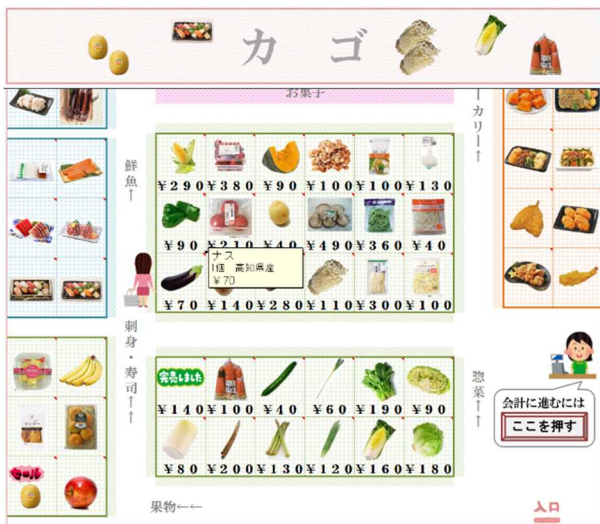 カゴ
お菓子
ーカリー↑
鮮魚↑
¥290 ¥380 ¥90 ¥100 ¥100 ¥130
¥90 ¥210 ¥40 ¥490 ¥360 ¥40
ナス
1個 高知県産
¥70
¥70 ¥140 ¥280 ¥110 ¥300 ¥100
刺身・寿司↑↑
惣菜↑↑
完売しました
¥140 ¥100 ¥40 ¥60 ¥190 ¥90
¥80 ¥200 ¥130 ¥120 ¥160 ¥180
セール
会計に進むには
ここを押す
果物←←
入口